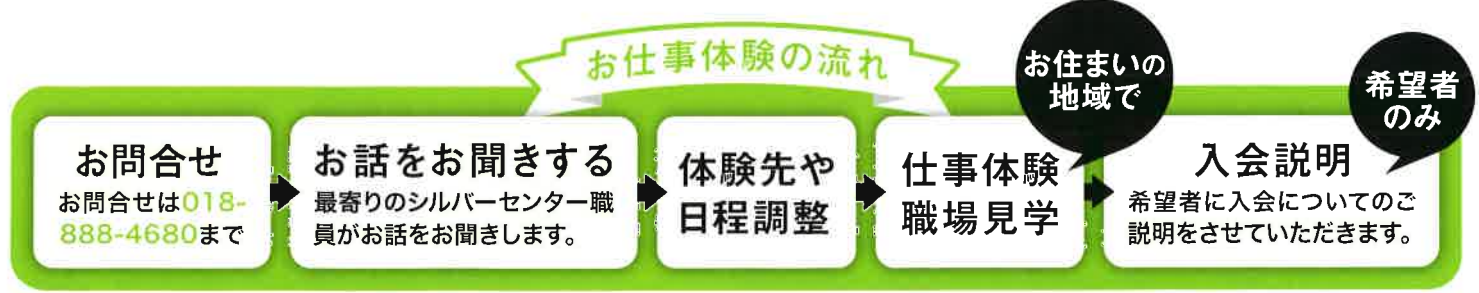 お仕事体験の流れ
お問合せ
お問合せは018-
888-4680まで
お話をお聞きする
最寄りのシルバーセンター職
員がお話をお聞きします。
体験先や
日程調整
お住まいの
地域で
仕事体験
職場見学
希望者
のみ
入会説明
希望者に入会についてのご
説明をさせていただきます。